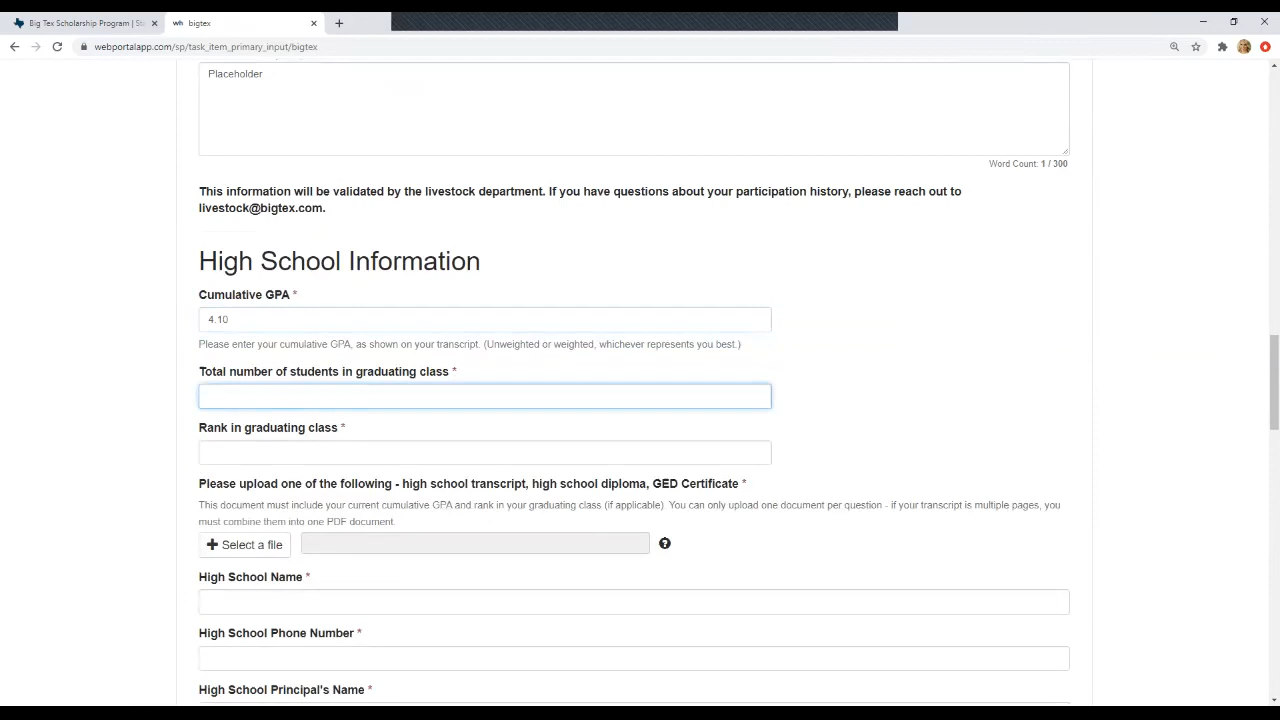 Big Tex Scholarship Program | Sta
bigtex
webportalapp.com/sp/task_item_primary_input/bigtex
Placeholder
Word Count: 1 / 300
This information will be validated by the livestock department. If you have questions about your participation history, please reach out to
livestock@bigtex.com.
High School Information
Cumulative GPA *
4.10
Please enter your cumulative GPA, as shown on your transcript. (Unweighted or weighted, whichever represents you best.)
Total number of students in graduating class *
Rank in graduating class *
Please upload one of the following - high school transcript, high school diploma, GED Certificate *
This document must include your current cumulative GPA and rank in your graduating class (if applicable). You can only upload one document per question - if your transcript is multiple pages, you
must combine them into one PDF document.
Select a file
High School Name *
High School Phone Number *
High School Principal's Name *